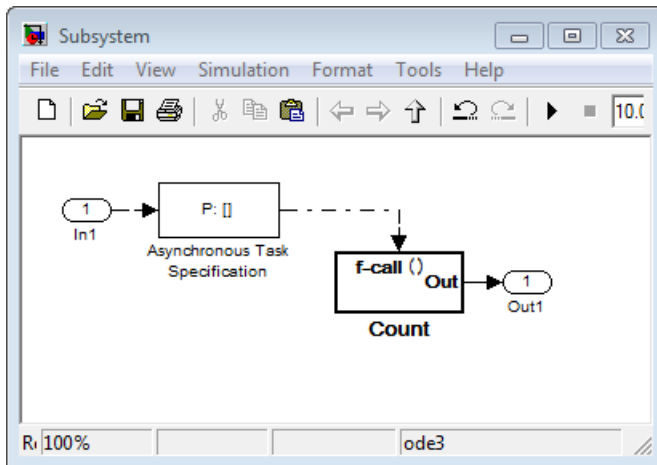 Subsystem
File Edit View Simulation Format Tools Help
10.0
1
In1
P: []
Asynchronous Task
Specification
f-call ()
Out
Count
1
Out1
100%
ode3